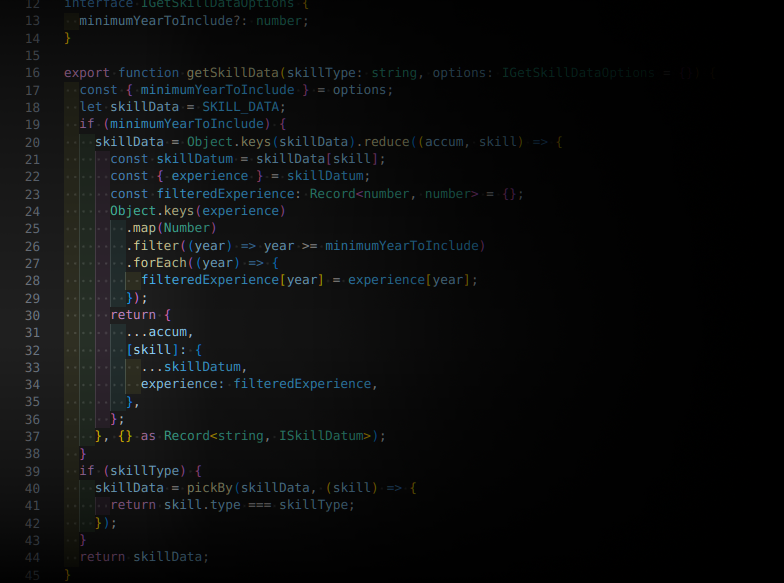 12 interface IGetSkillDataOptions {
13   minimumYearToInclude?: number;
14 }
15
16 export function getSkillData(skillType: string, options: IGetSkillDataOptions = {}) {
17   const { minimumYearToInclude } = options;
18   let skillData = SKILL_DATA;
19   if (minimumYearToInclude) {
20     skillData = Object.keys(skillData).reduce((accum, skill) => {
21       const skillDatum = skillData[skill];
22       const { experience } = skillDatum;
23       const filteredExperience: Record<number, number> = {};
24       Object.keys(experience)
25         .map(Number)
26         .filter((year) => year >= minimumYearToInclude)
27         .forEach((year) => {
28           filteredExperience[year] = experience[year];
29         });
30       return {
31         ...accum,
32         [skill]: {
33           ...skillDatum,
34           experience: filteredExperience,
35         },
36       };
37     }, {} as Record<string, ISkillDatum>);
38   }
39   if (skillType) {
40     skillData = pickBy(skillData, (skill) => {
41       return skill.type === skillType;
42     });
43   }
44   return skillData;
45 }